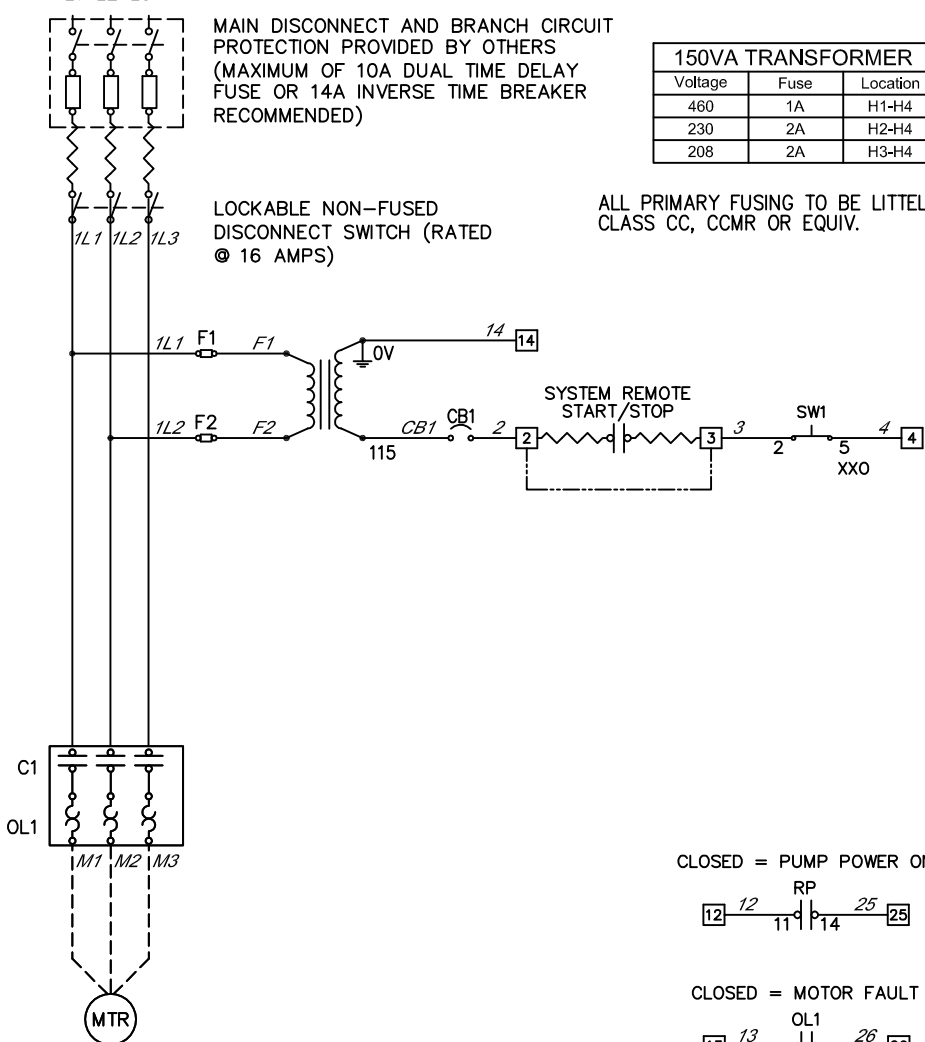 MAIN DISCONNECT AND BRANCH CIRCUIT
PROTECTION PROVIDED BY OTHERS
(MAXIMUM OF 10A DUAL TIME DELAY
FUSE OR 14A INVERSE TIME BREAKER
RECOMMENDED)
150VA TRANSFORMER
Voltage Fuse Location
460 1A H1-H4
230 2A H2-H4
208 2A H3-H4
ALL PRIMARY FUSING TO BE LITTEL
CLASS CC, CCMR OR EQUIV.
LOCKABLE NON-FUSED
DISCONNECT SWITCH (RATED
@ 16 AMPS)
1L1 1L2 1L3
1L1 F1 F1 0V 14 14
SYSTEM REMOTE
START/STOP
1L2 F2 F2 115 CB1 CB1 2 2 3 3 SW1 2 5 4 4
XXO
C1
OL1
M1 M2 M3
MTR
CLOSED = PUMP POWER
RP
12 12 11 14 25 25
CLOSED = MOTOR FAULT
OL1
13 26